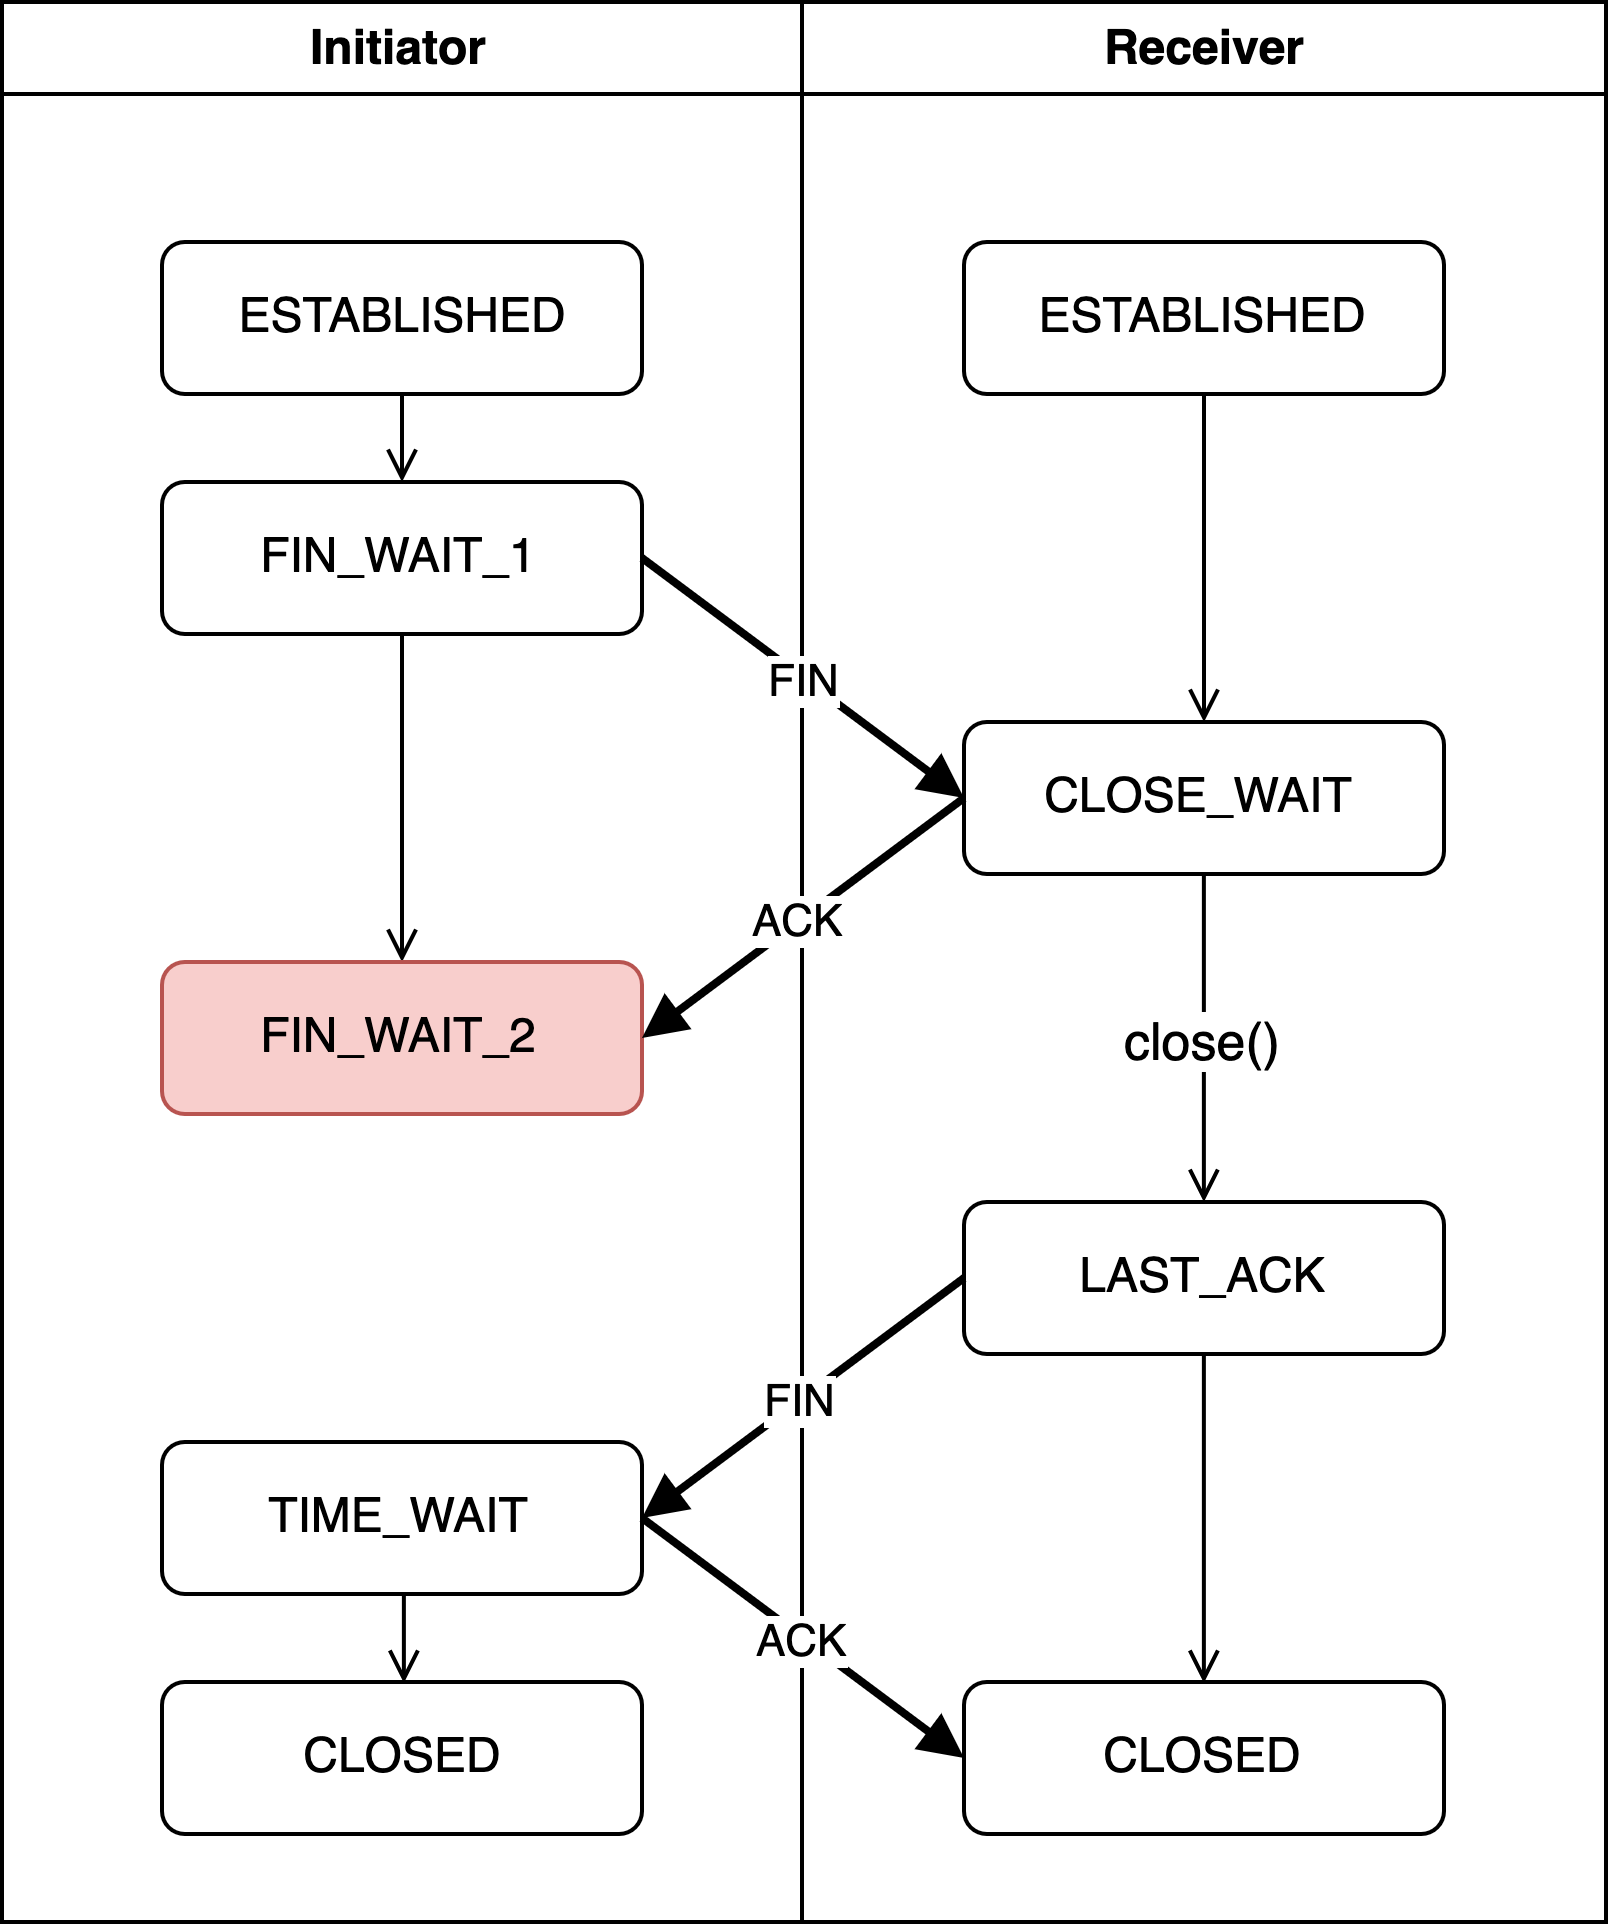 Initiator
Receiver
ESTABLISHED
ESTABLISHED
FIN_WAIT_1
FIN
CLOSE_WAIT
ACK
FIN_WAIT_2
close()
LAST_ACK
FIN
TIME_WAIT
ACK
CLOSED
CLOSED